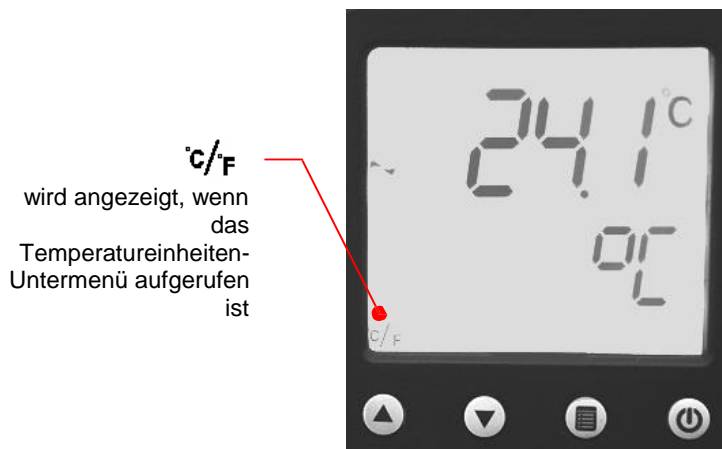 °C/°F
wird angezeigt, wenn
das
Temperatureinheiten-
Untermenü aufgerufen
ist
24.1 °C
°C
°C/F